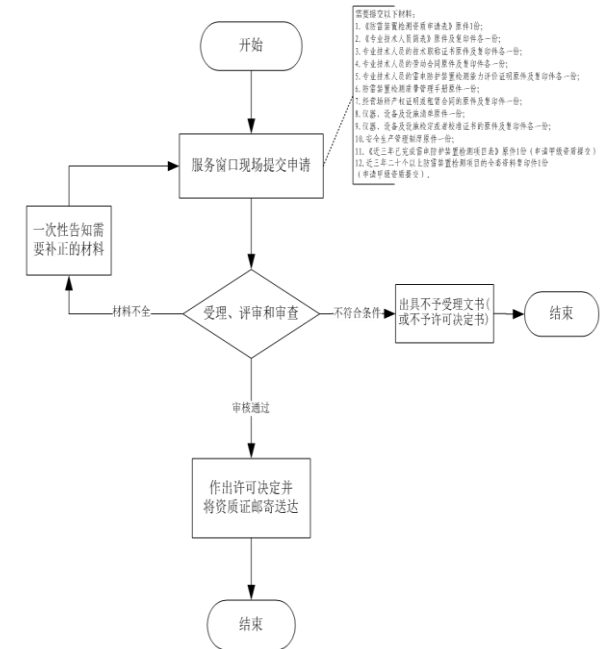 开始
需要提交以下材料:
1.《防雷装置检测资质申请表》原件1份;
2.《专业技术人员简表》原件及复印件各一份;
3.专业技术人员的技术职称证书原件及复印件各一份;
4.专业技术人员的劳动合同原件及复印件各一份;
5.专业技术人员的雷电防护装置检测能力评价证明原件及复印件各一份;
6.防雷装置检测质量管理手册原件一份;
7.经营场所产权证明或租赁合同的原件及复印件一份;
8.仪器、设备及设施清单原件一份;
9.仪器、设备及设施检定或者校准证书的原件及复印件各一份;
10.安全生产管理制度原件一份;
11.《近三年已完成雷电防护装置检测项目表》原件1份(申请甲级资质提交)
12.近三年二十个以上防雷装置检测项目的全套资料复印件1份
(申请甲级资质提交)。
服务窗口现场提交申请
一次性告知需
要补正的材料
材料不全
受理、评审和审查
不符合条件
出具不予受理文书(
或不予许可决定书)
结束
审核通过
作出许可决定并
将资质证邮寄送达
结束